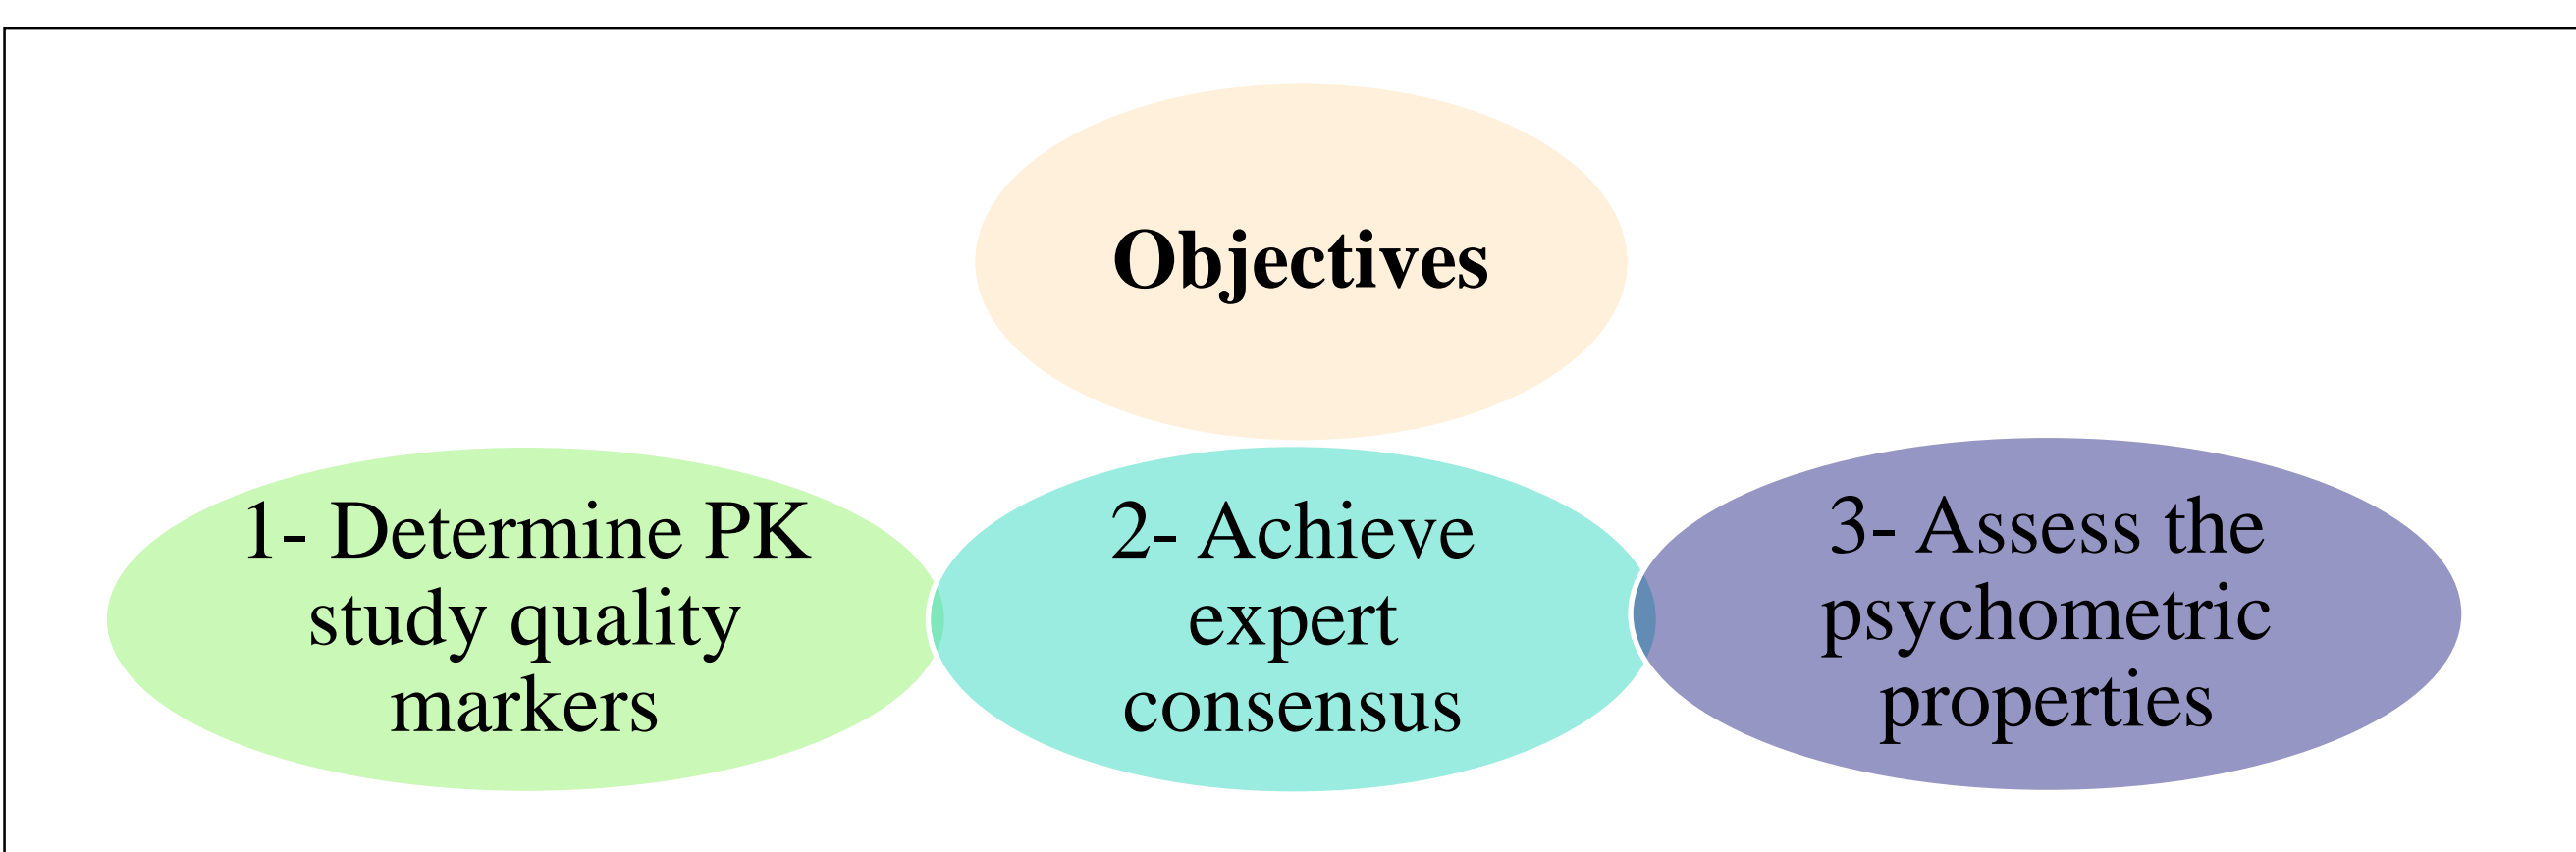 Objectives
1- Determine PK
study quality
markers
2- Achieve
expert
consensus
3- Assess the
psychometric
properties